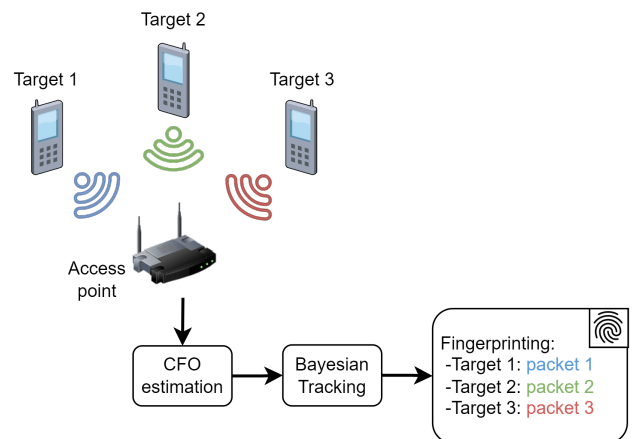 Target 2
Target 1
Target 3
Access
point
CFO
estimation
Bayesian
Tracking
Fingerprinting:
-Target 1: packet 1
-Target 2: packet 2
-Target 3: packet 3